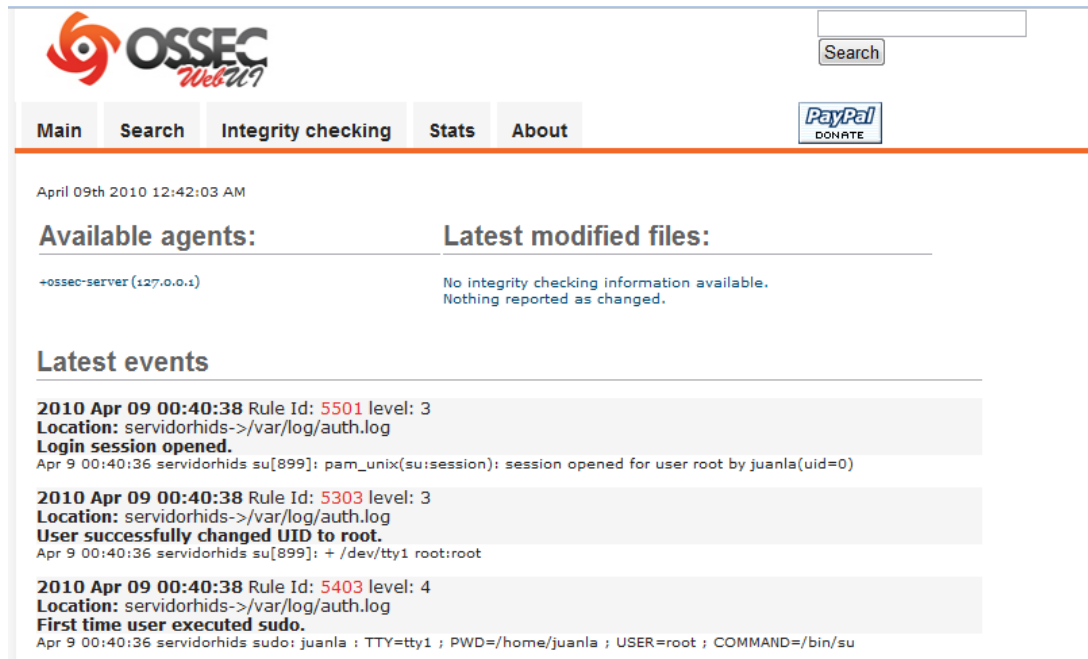 OSSEC
WebUI
Search
Main Search Integrity checking Stats About
PayPal
DONATE
April 09th 2010 12:42:03 AM
Available agents:
+ossec-server (127.0.0.1)
Latest modified files:
No integrity checking information available.
Nothing reported as changed.
Latest events
2010 Apr 09 00:40:38 Rule Id: 5501 level: 3
Location: servidorhids->/var/log/auth.log
Login session opened.
Apr 9 00:40:36 servidorhids su[899]: pam_unix(su:session): session opened for user root by juanla(uid=0)
2010 Apr 09 00:40:38 Rule Id: 5303 level: 3
Location: servidorhids->/var/log/auth.log
User successfully changed UID to root.
Apr 9 00:40:36 servidorhids su[899]: + /dev/tty1 root:root
2010 Apr 09 00:40:38 Rule Id: 5403 level: 4
Location: servidorhids->/var/log/auth.log
First time user executed sudo.
Apr 9 00:40:36 servidorhids sudo: juanla : TTY=tty1 ; PWD=/home/juanla ; USER=root ; COMMAND=/bin/su